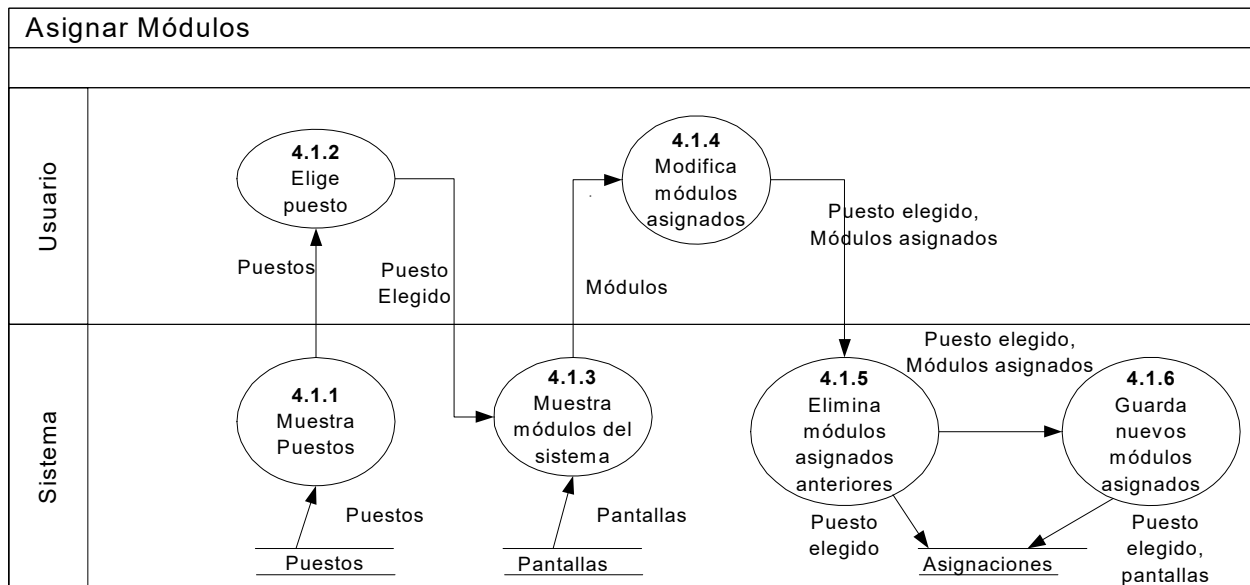 Asignar Módulos
Usuario
4.1.2
Elige
puesto
4.1.4
Modifica
módulos
asignados
Puestos
Puesto
Elegido
Módulos
Puesto elegido,
Módulos asignados
Sistema
4.1.1
Muestra
Puestos
4.1.3
Muestra
módulos del
sistema
4.1.5
Elimina
módulos
asignados
anteriores
Puesto elegido,
Módulos asignados
4.1.6
Guarda
nuevos
módulos
asignados
Puestos
Pantallas
Puesto
elegido
Puesto
elegido,
pantallas
Puestos
Pantallas
Asignaciones